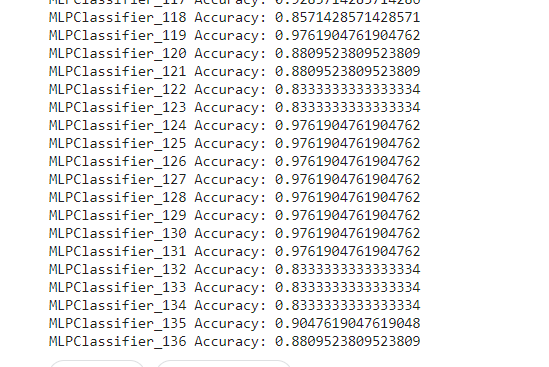 MLPClassifier_117 Accuracy: 0.9285714285714286
MLPClassifier_118 Accuracy: 0.8571428571428571
MLPClassifier_119 Accuracy: 0.9761904761904762
MLPClassifier_120 Accuracy: 0.8809523809523809
MLPClassifier_121 Accuracy: 0.8809523809523809
MLPClassifier_122 Accuracy: 0.8333333333333334
MLPClassifier_123 Accuracy: 0.8333333333333334
MLPClassifier_124 Accuracy: 0.9761904761904762
MLPClassifier_125 Accuracy: 0.9761904761904762
MLPClassifier_126 Accuracy: 0.9761904761904762
MLPClassifier_127 Accuracy: 0.9761904761904762
MLPClassifier_128 Accuracy: 0.9761904761904762
MLPClassifier_129 Accuracy: 0.9761904761904762
MLPClassifier_130 Accuracy: 0.9761904761904762
MLPClassifier_131 Accuracy: 0.9761904761904762
MLPClassifier_132 Accuracy: 0.8333333333333334
MLPClassifier_133 Accuracy: 0.8333333333333334
MLPClassifier_134 Accuracy: 0.8333333333333334
MLPClassifier_135 Accuracy: 0.9047619047619048
MLPClassifier_136 Accuracy: 0.8809523809523809